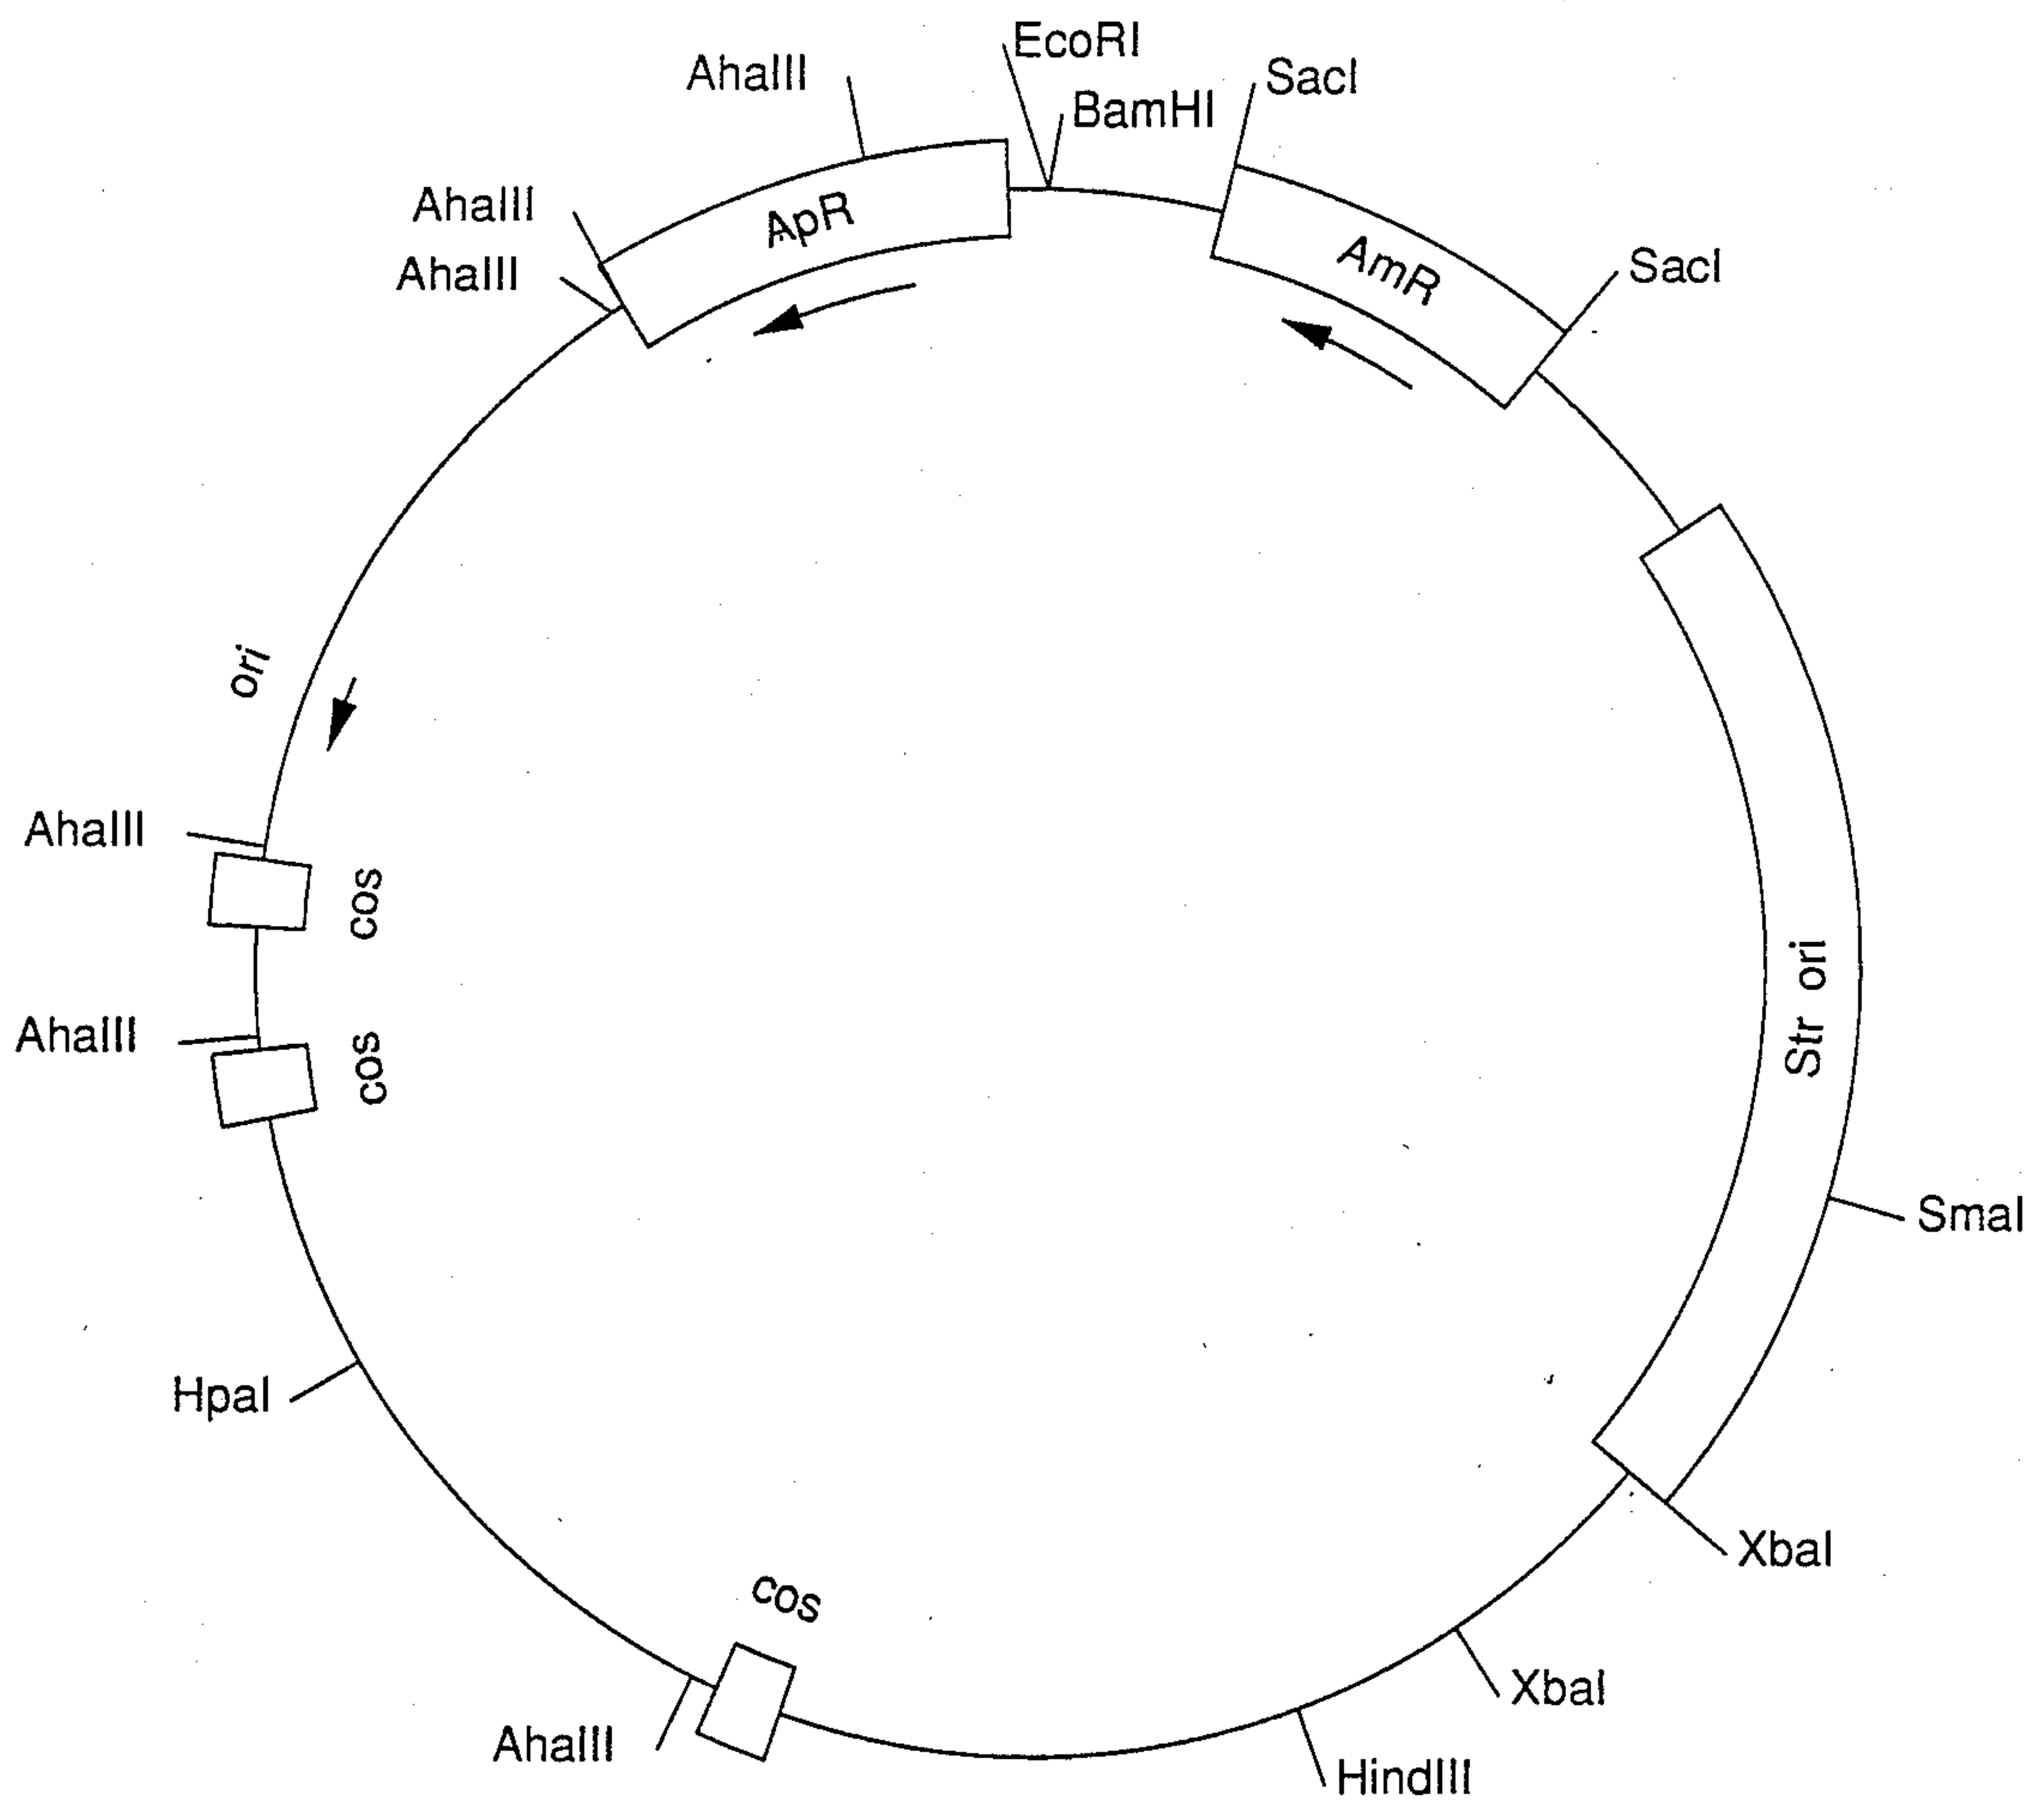 EcoRI
AhaIII
SacI
BamHI
AhaIII
ApR
AmR
SacI
AhaIII
ori
AhaIII
cos
Str ori
AhaIII
cos
SmaI
HpaI
XbaI
cos
XbaI
AhaIII
HindIII